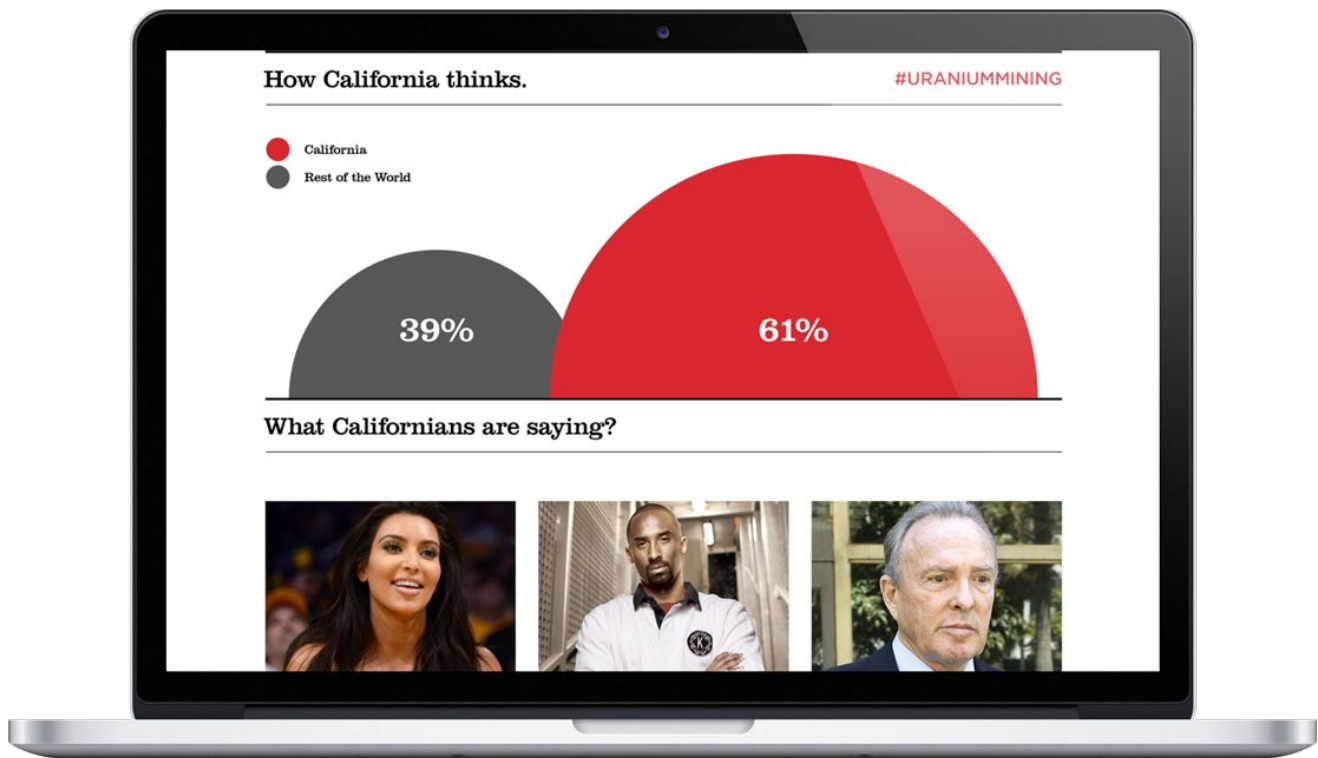 How California thinks.
#URANIUMMINING
California
Rest of the World
39%
61%
What Californians are saying?
K